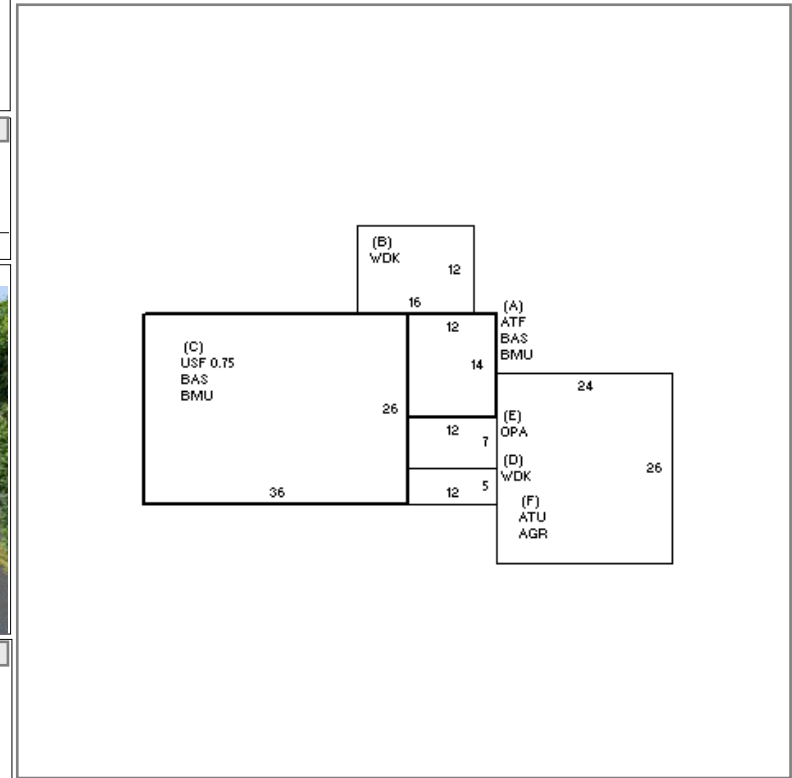 (B)
WDK
12
16
(A)
ATF
BAS
BMU
12
14
(C)
USF 0.75
BAS
BMU
26
36
24
(E)
OPA
12
7
(D)
WDK
12
5
26
(F)
ATU
AGR